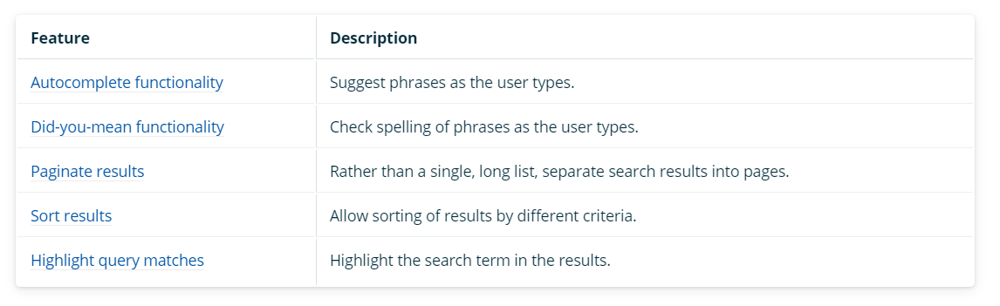 Feature Description
Autocomplete functionality Suggest phrases as the user types.
Did-you-mean functionality Check spelling of phrases as the user types.
Paginate results Rather than a single, long list, separate search results into pages.
Sort results Allow sorting of results by different criteria.
Highlight query matches Highlight the search term in the results.